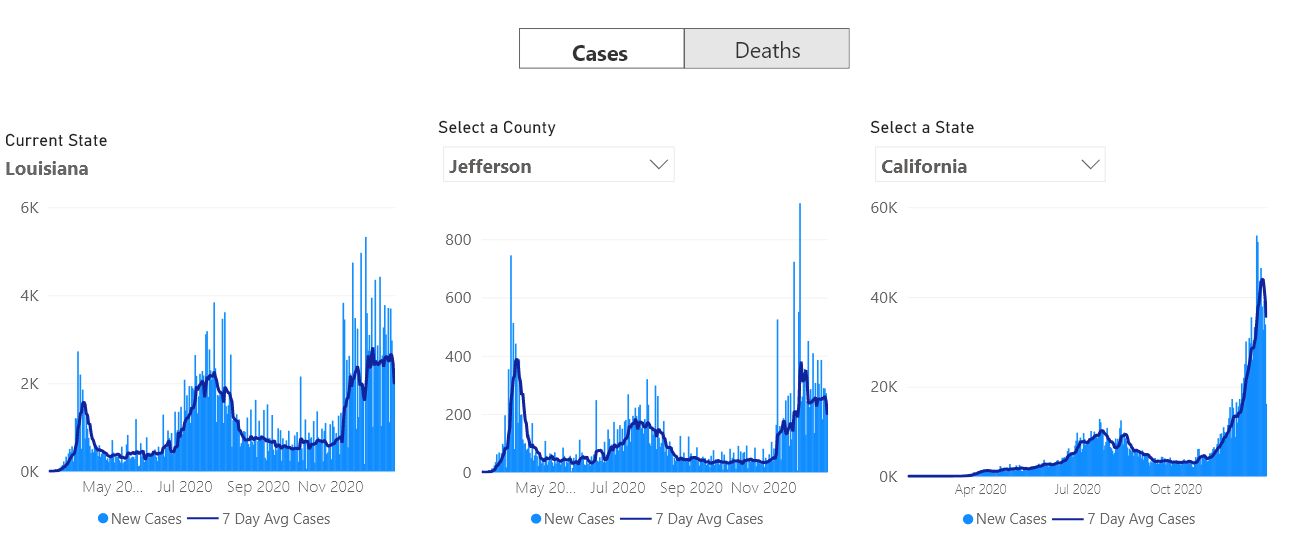 Cases Deaths
Current State
Louisiana
6K
4K
2K
0K
May 20... Jul 2020 Sep 2020 Nov 2020
New Cases 7 Day Avg Cases
Select a County
Jefferson
800
600
400
200
0
May 20... Jul 2020 Sep 2020 Nov 2020
New Cases 7 Day Avg Cases
Select a State
California
60K
40K
20K
0K
Apr 2020 Jul 2020 Oct 2020
New Cases 7 Day Avg Cases